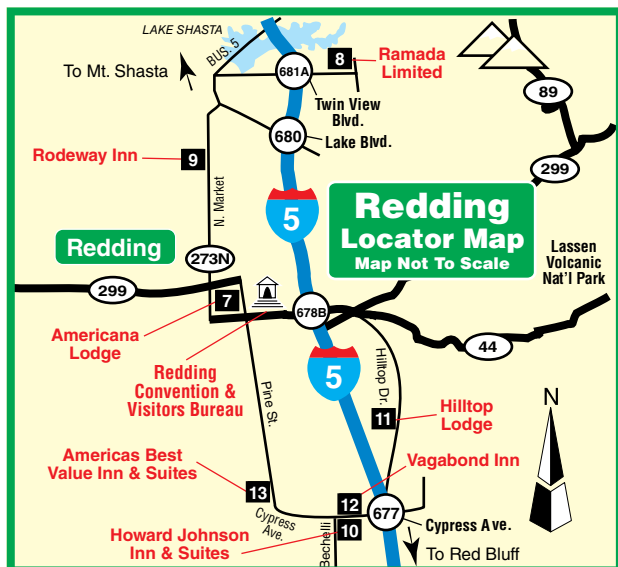 LAKE SHASTA
BUS. 5
To Mt. Shasta
8
Ramada
Limited
681A
Twin View
Blvd.
89
680
Lake Blvd.
Rodeway Inn
9
299
N. Market
5
Redding
Locator Map
Map Not To Scale
Redding
273N
Lassen
Volcanic
Nat'l Park
299
7
678B
Americana
Lodge
44
Redding
Convention &
Visitors Bureau
5
Pine St.
Hilltop Dr.
11
Hilltop
Lodge
N
Americas Best
Value Inn & Suites
13
Vagabond Inn
12
677
Cypress
Ave.
Cypress Ave.
Howard Johnson
Inn & Suites
10
Bechelli
To Red Bluff